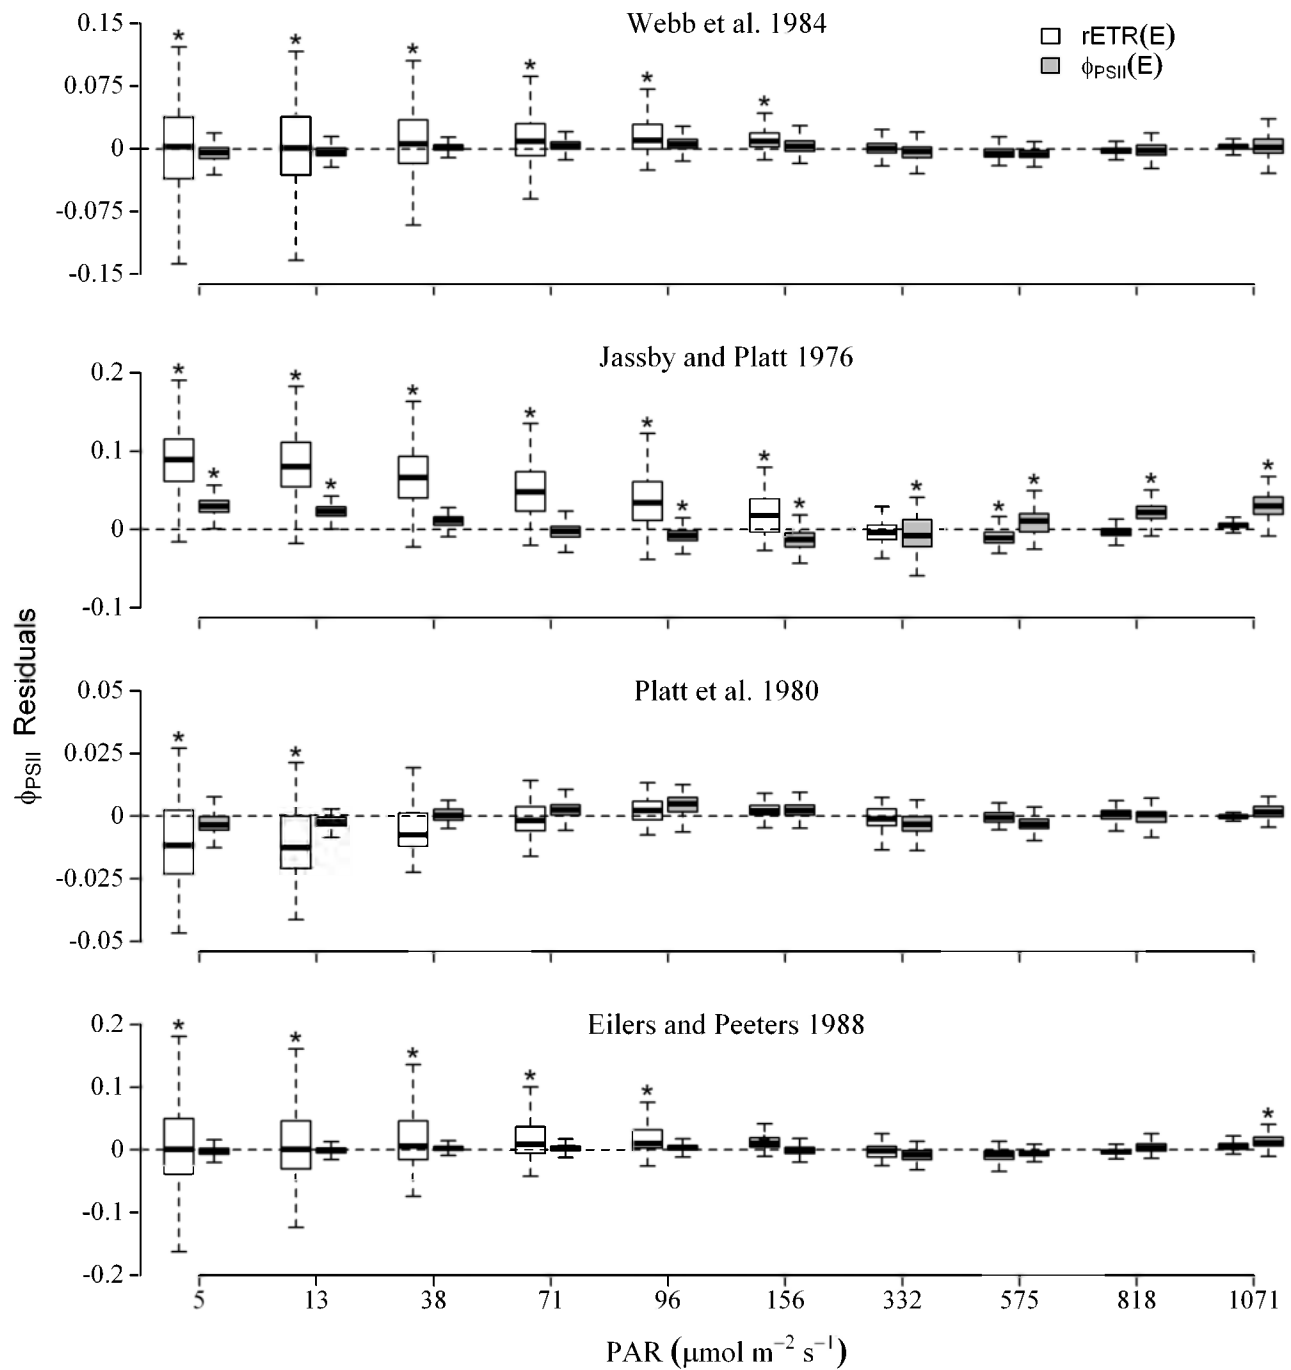 Webb et al. 1984
rETR(E)
ϕPSII(E)
0.15
0.075
0
-0.075
-0.15
* * * * * *
Jassby and Platt 1976
0.2
0.1
0
-0.1
* * * * * * * * * * * * * * *
Platt et al. 1980
0.05
0.025
0
-0.025
-0.05
* *
Eilers and Peeters 1988
0.2
0.1
0
-0.1
-0.2
* * * * * *
5 13 38 71 96 156 332 575 818 1071
PAR (μmol m⁻² s⁻¹)
ϕPSII Residuals